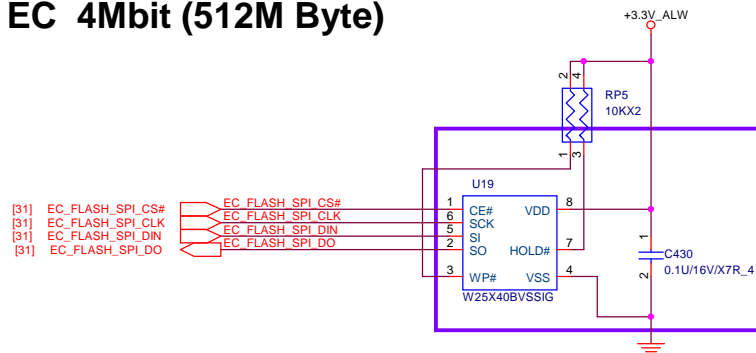 EC 4Mbit (512M Byte)
+3.3V_ALW
2 4
RP5
10KX2
1 3
U19
[31] EC_FLASH_SPI_CS# EC_FLASH_SPI_CS# 1 CE# VDD 8
[31] EC_FLASH_SPI_CLK EC_FLASH_SPI_CLK 6 SCK
[31] EC_FLASH_SPI_DIN EC_FLASH_SPI_DIN 5 SI
[31] EC_FLASH_SPI_DO EC_FLASH_SPI_DO 2 SO HOLD# 7
3 WP# VSS 4
W25X40BVSSIG
1
C430
0.1U/16V/X7R_4
2